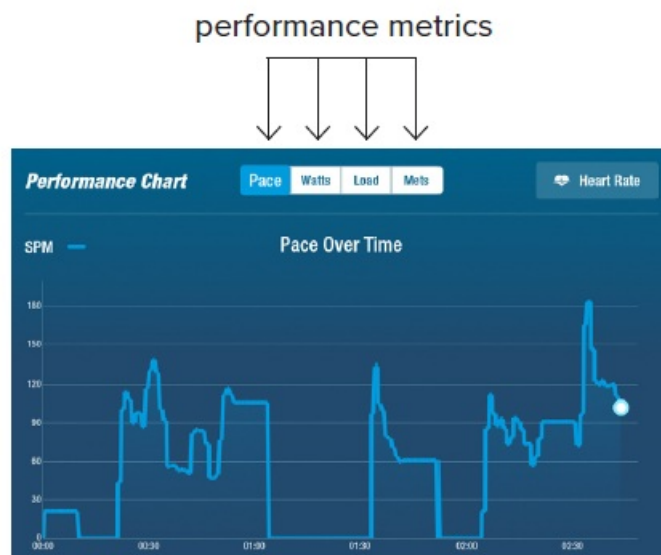 performance metrics
Performance Chart Pace Watts Load Mets Heart Rate
SPM Pace Over Time
180
150
120
90
60
30
0
00:00 00:30 01:00 01:30 02:00 02:30